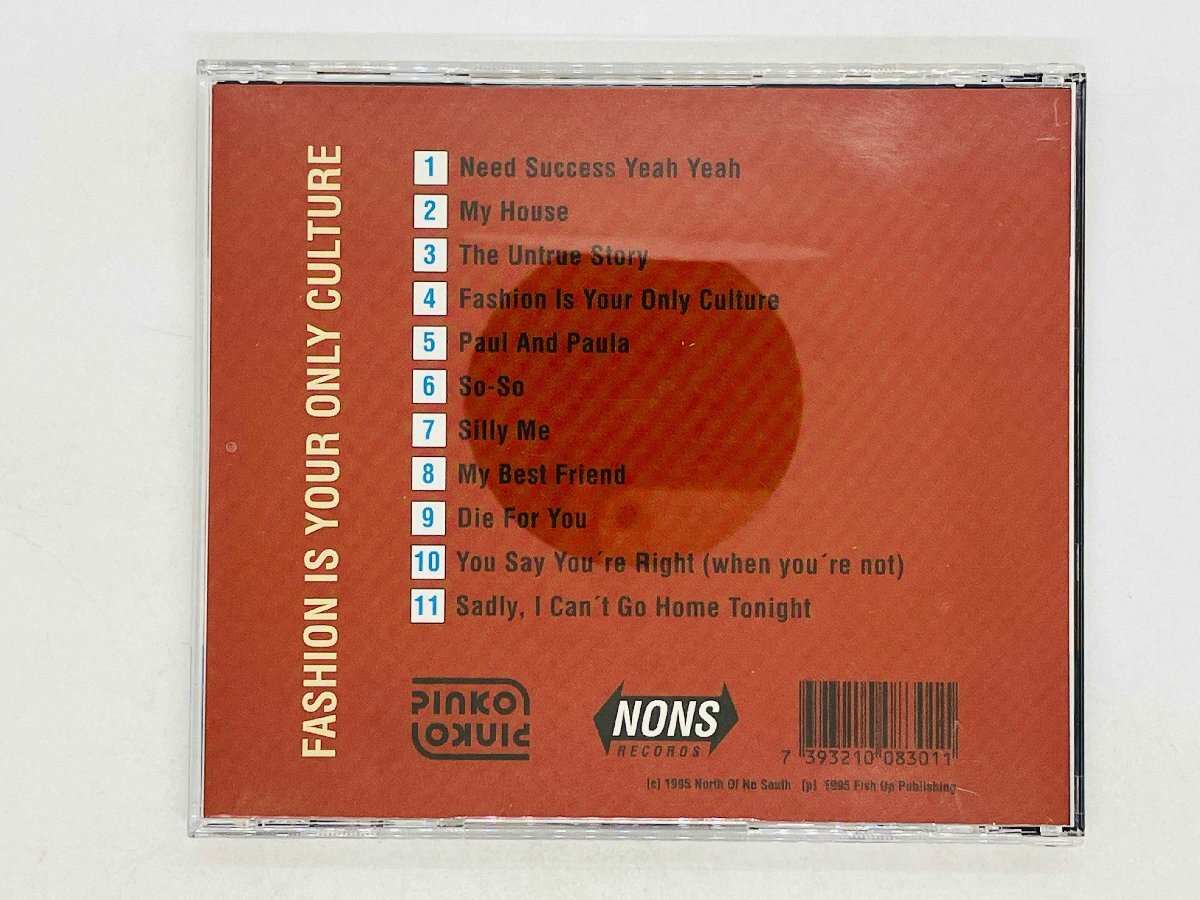 FASHION IS YOUR ONLY CULTURE
1 Need Success Yeah Yeah
2 My House
3 The Untrue Story
4 Fashion Is Your Only Culture
5 Paul And Paula
6 So-So
7 Silly Me
8 My Best Friend
9 Die For You
10 You Say You´re Right (when you´re not)
11 Sadly, I Can´t Go Home Tonight
PINKO
PINKO
NONS
RECORDS
7 393210 083011
(c) 1995 North Of No South (p) 1995 Fish Up Publishing